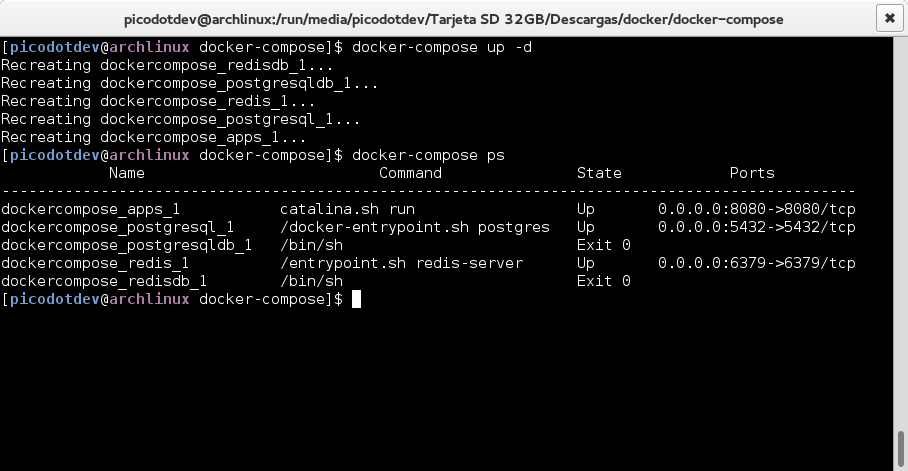 picodotdev@archlinux:/run/media/picodotdev/Tarjeta SD 32GB/Descargas/docker/docker-compose
[picodotdev@archlinux docker-compose]$ docker-compose up -d
Recreating dockercompose_redisdb_1...
Recreating dockercompose_postgresqldb_1...
Recreating dockercompose_redis_1...
Recreating dockercompose_postgresql_1...
Recreating dockercompose_apps_1...
[picodotdev@archlinux docker-compose]$ docker-compose ps
            Name                             Command               State            Ports
-----------------------------------------------------------------------------------------------
dockercompose_apps_1           catalina.sh run                  Up       0.0.0.0:8080->8080/tcp
dockercompose_postgresql_1     /docker-entrypoint.sh postgres   Up       0.0.0.0:5432->5432/tcp
dockercompose_postgresqldb_1   /bin/sh                          Exit 0
dockercompose_redis_1          /entrypoint.sh redis-server      Up       0.0.0.0:6379->6379/tcp
dockercompose_redisdb_1        /bin/sh                          Exit 0
[picodotdev@archlinux docker-compose]$